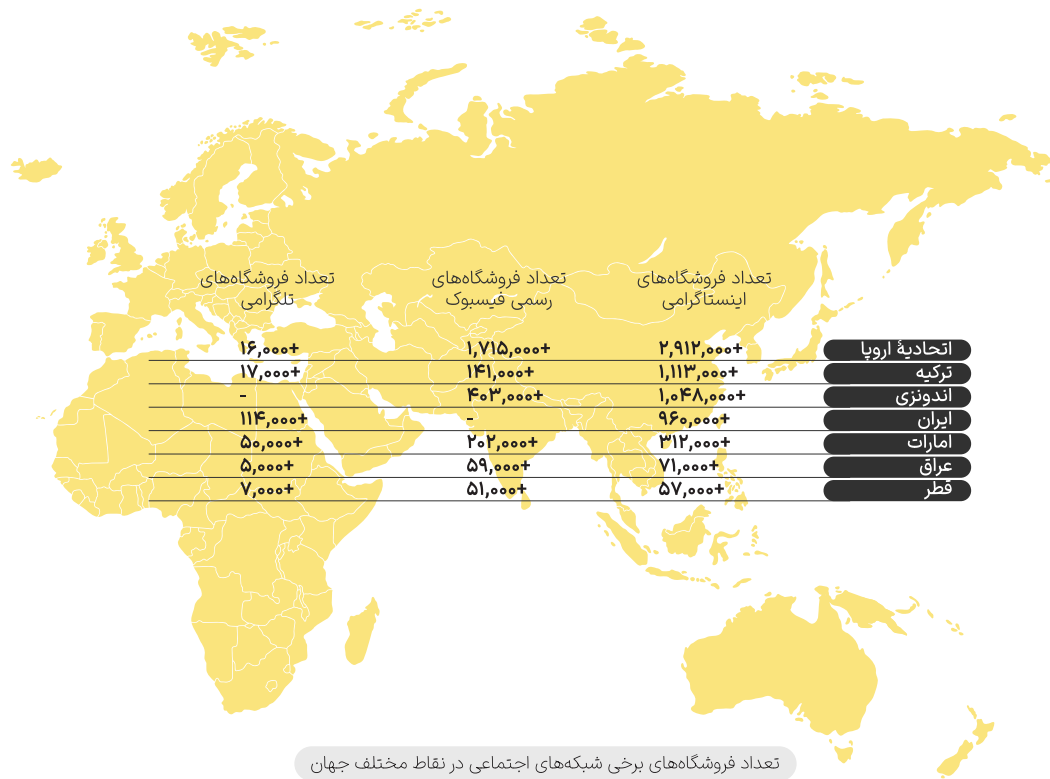 تعداد فروشگاه‌های اینستاگرامی
تعداد فروشگاه‌های رسمی فیسبوک
تعداد فروشگاه‌های تلگرامی
اتحادیهٔ اروپا ۲,۹۱۲,۰۰۰+ ۱,۷۱۵,۰۰۰+ ۱۶,۰۰۰+
ترکیه ۱,۱۱۳,۰۰۰+ ۱۴۱,۰۰۰+ ۱۷,۰۰۰+
اندونزی ۱,۰۴۸,۰۰۰+ ۴۰۳,۰۰۰+ -
ایران ۹۶۰,۰۰۰+ - ۱۱۴,۰۰۰+
امارات ۳۱۲,۰۰۰+ ۲۰۲,۰۰۰+ ۵۰,۰۰۰+
عراق ۷۱,۰۰۰+ ۵۹,۰۰۰+ ۵,۰۰۰+
قطر ۵۷,۰۰۰+ ۵۱,۰۰۰+ ۷,۰۰۰+
تعداد فروشگاه‌های برخی شبکه‌های اجتماعی در نقاط مختلف جهان